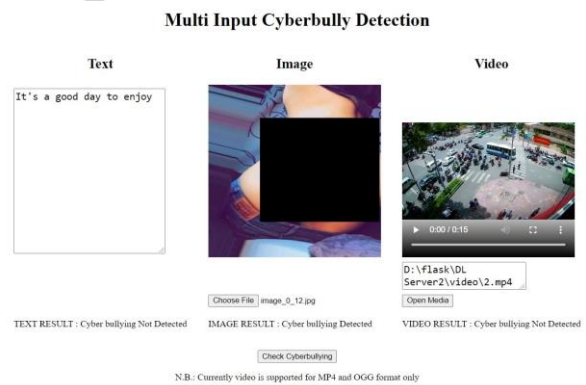 Multi Input Cyberbully Detection
Text
Image
Video
It's a good day to enjoy
0:00 / 0:15
D:\flask\DL
Server2\video\2.mp4
Choose File image_0_12.jpg
Open Media
TEXT RESULT : Cyber bullying Not Detected
IMAGE RESULT : Cyber bullying Detected
VIDEO RESULT : Cyber bullying Not Detected
Check Cyberbullying
N.B.: Currently video is supported for MP4 and OGG format only